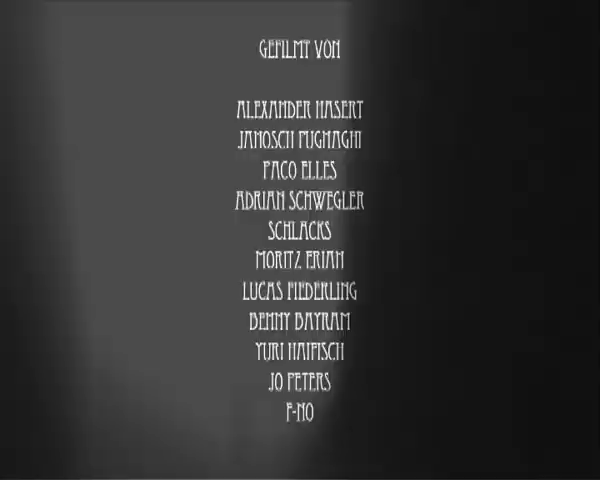 GEFILMT VON
ALEXANDER HASERT
JANOSCH PUGNAGHI
PACO ELLES
ADRIAN SCHWEGLER
SCHLACKS
MORITZ ERIAN
LUCAS FIEDERLING
BENNY BAYRAM
YURI HAIFISCH
JO PETERS
F-NO